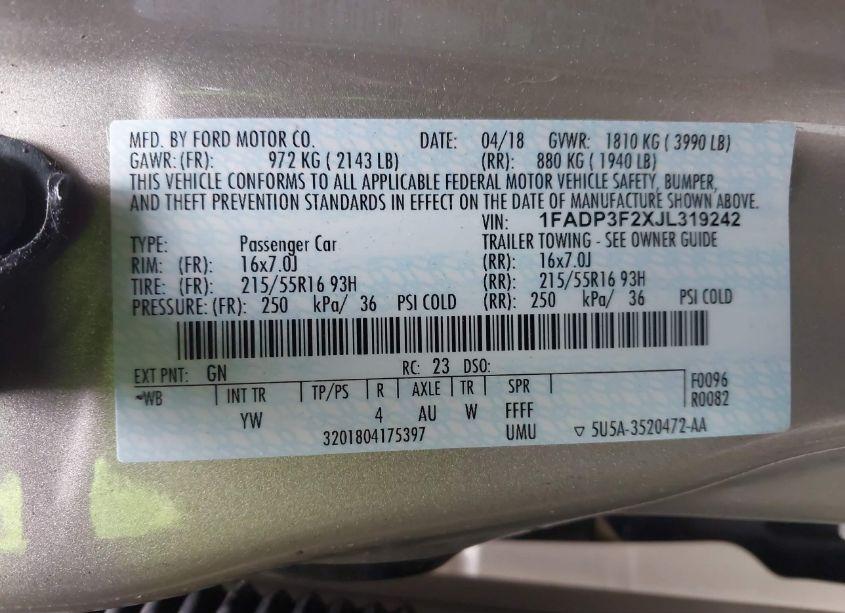 MFD. BY FORD MOTOR CO. DATE: 04/18 GVWR: 1810 KG ( 3990 LB)
GAWR:(FR): 972 KG ( 2143 LB) (RR): 880 KG ( 1940 LB)
THIS VEHICLE CONFORMS TO ALL APPLICABLE FEDERAL MOTOR VEHICLE SAFETY, BUMPER,
AND THEFT PREVENTION STANDARDS IN EFFECT ON THE DATE OF MANUFACTURE SHOWN ABOVE.
VIN: 1FADP3F2XJL319242
TYPE: Passenger Car TRAILER TOWING - SEE OWNER GUIDE
RIM: (FR): 16x7.0J (RR): 16x7.0J
TIRE: (FR): 215/55R16 93H (RR): 215/55R16 93H
PRESSURE:(FR): 250 kPa/ 36 PSI COLD (RR): 250 kPa/ 36 PSI COLD
EXT PNT: GN RC: 23 DSO:
WB INT TR TP/PS R AXLE TR SPR F0096
YW 4 AU W FFFF R0082
3201804175397 UMU ▽ 5U5A-3520472-AA